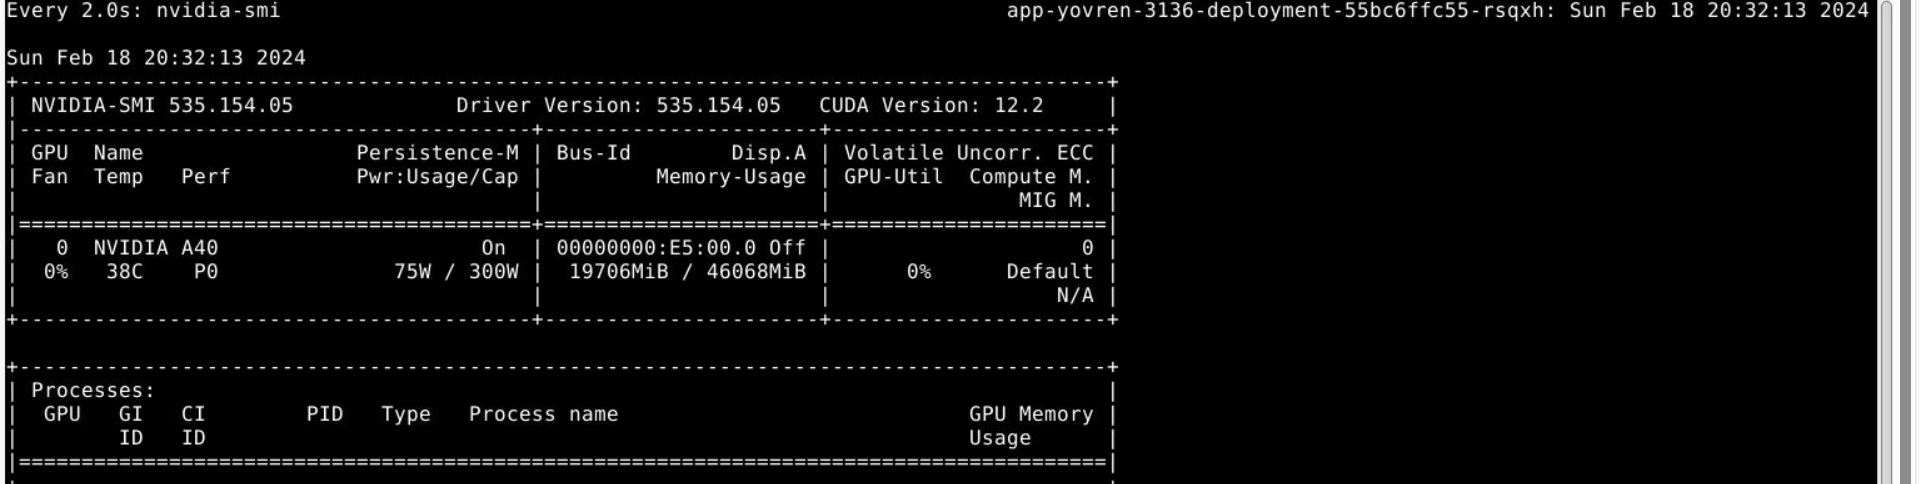 Every 2.0s: nvidia-smi                                                          app-yovren-3136-deployment-55bc6ffc55-rsqxh: Sun Feb 18 20:32:13 2024

Sun Feb 18 20:32:13 2024
+---------------------------------------------------------------------------------------+
| NVIDIA-SMI 535.154.05             Driver Version: 535.154.05   CUDA Version: 12.2     |
|-----------------------------------------+----------------------+----------------------+
| GPU  Name                 Persistence-M | Bus-Id        Disp.A | Volatile Uncorr. ECC |
| Fan  Temp   Perf          Pwr:Usage/Cap |         Memory-Usage | GPU-Util  Compute M. |
|                                         |                      |               MIG M. |
|=========================================+======================+======================|
|   0  NVIDIA A40                     On  | 00000000:E5:00.0 Off |                    0 |
|  0%   38C    P0              75W / 300W |  19706MiB / 46068MiB |      0%      Default |
|                                         |                      |                  N/A |
+-----------------------------------------+----------------------+----------------------+

+---------------------------------------------------------------------------------------+
| Processes:                                                                            |
|  GPU   GI   CI        PID   Type   Process name                            GPU Memory |
|        ID   ID                                                             Usage      |
|=======================================================================================|